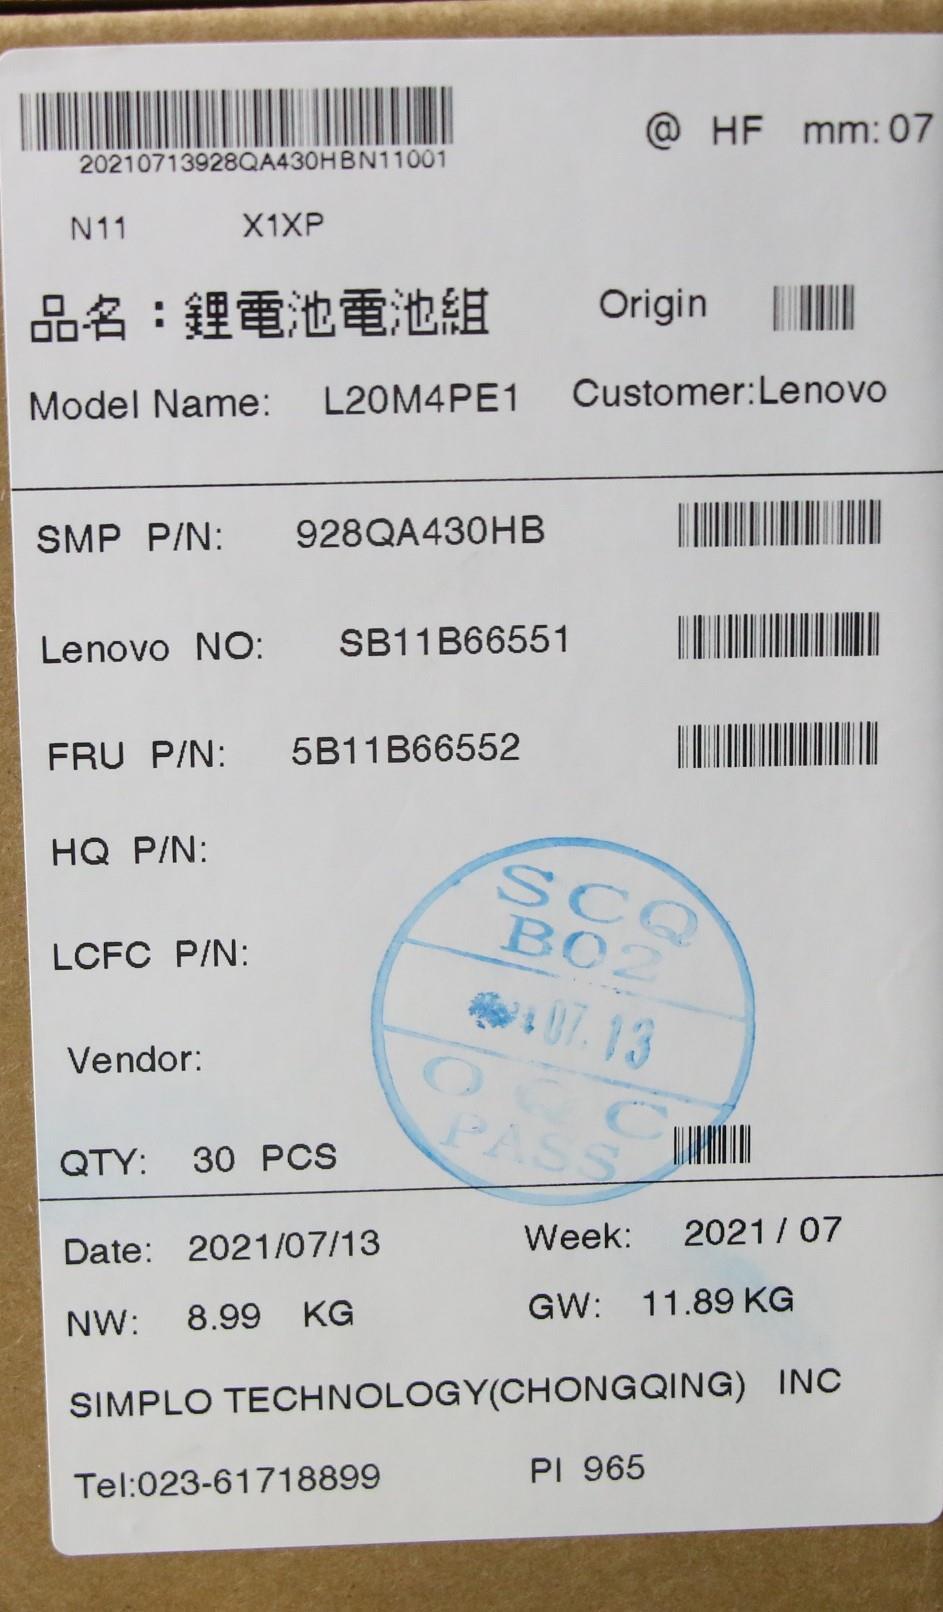 @ HF mm: 07
20210713928QA430HBN11001
N11 X1XP
品名：鋰電池電池組 Origin
Model Name: L20M4PE1 Customer:Lenovo
SMP P/N: 928QA430HB
Lenovo NO: SB11B66551
FRU P/N: 5B11B66552
HQ P/N:
LCFC P/N:
Vendor:
SCQ
B02
07.13
OQC
PASS
QTY: 30 PCS
Date: 2021/07/13 Week: 2021 / 07
NW: 8.99 KG GW: 11.89 KG
SIMPLO TECHNOLOGY(CHONGQING) INC
Tel:023-61718899 PI 965